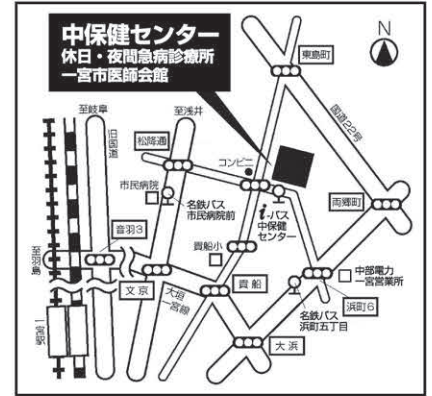 中保健センター
休日・夜間急病診療所
一宮市医師会館
N
東島町
国道22号
至岐阜
旧国道
至浅井
松降通
コンビニ
市民病院
名鉄バス
市民病院前
i-バス
中保健
センター
両郷町
音羽3
至羽島
貴船小
中部電力
一宮営業所
文京
大垣
一宮線
貴船
名鉄バス
浜町五丁目
浜町6
一宮駅
大浜